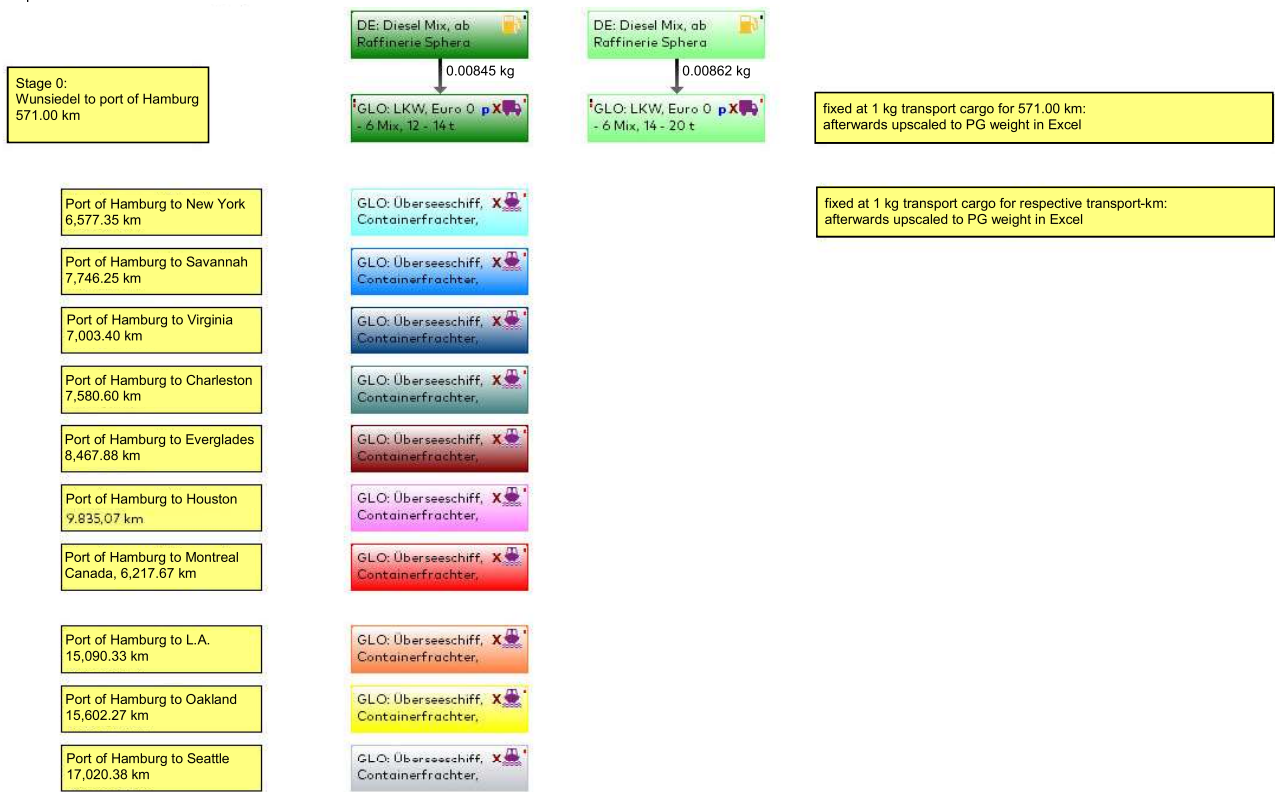 DE: Diesel Mix, ab
Raffinerie Sphera
DE: Diesel Mix, ab
Raffinerie Sphera
0.00845 kg
0.00862 kg
Stage 0:
Wunsiedel to port of Hamburg
571.00 km
GLO: LKW, Euro 0 pX
- 6 Mix, 12 - 14 t
GLO: LKW, Euro 0 pX
- 6 Mix, 14 - 20 t
fixed at 1 kg transport cargo for 571.00 km:
afterwards upscaled to PG weight in Excel
Port of Hamburg to New York
6,577.35 km
GLO: Überseeschiff, X
Containerfrachter,
fixed at 1 kg transport cargo for respective transport-km:
afterwards upscaled to PG weight in Excel
Port of Hamburg to Savannah
7,746.25 km
GLO: Überseeschiff, X
Containerfrachter,
Port of Hamburg to Virginia
7,003.40 km
GLO: Überseeschiff, X
Containerfrachter,
Port of Hamburg to Charleston
7,580.60 km
GLO: Überseeschiff, X
Containerfrachter,
Port of Hamburg to Everglades
8,467.88 km
GLO: Überseeschiff, X
Containerfrachter,
Port of Hamburg to Houston
9.835,07 km
GLO: Überseeschiff, X
Containerfrachter,
Port of Hamburg to Montreal
Canada, 6,217.67 km
GLO: Überseeschiff, X
Containerfrachter,
Port of Hamburg to L.A.
15,090.33 km
GLO: Überseeschiff, X
Containerfrachter,
Port of Hamburg to Oakland
15,602.27 km
GLO: Überseeschiff, X
Containerfrachter,
Port of Hamburg to Seattle
17,020.38 km
GLO: Überseeschiff, X
Containerfrachter,